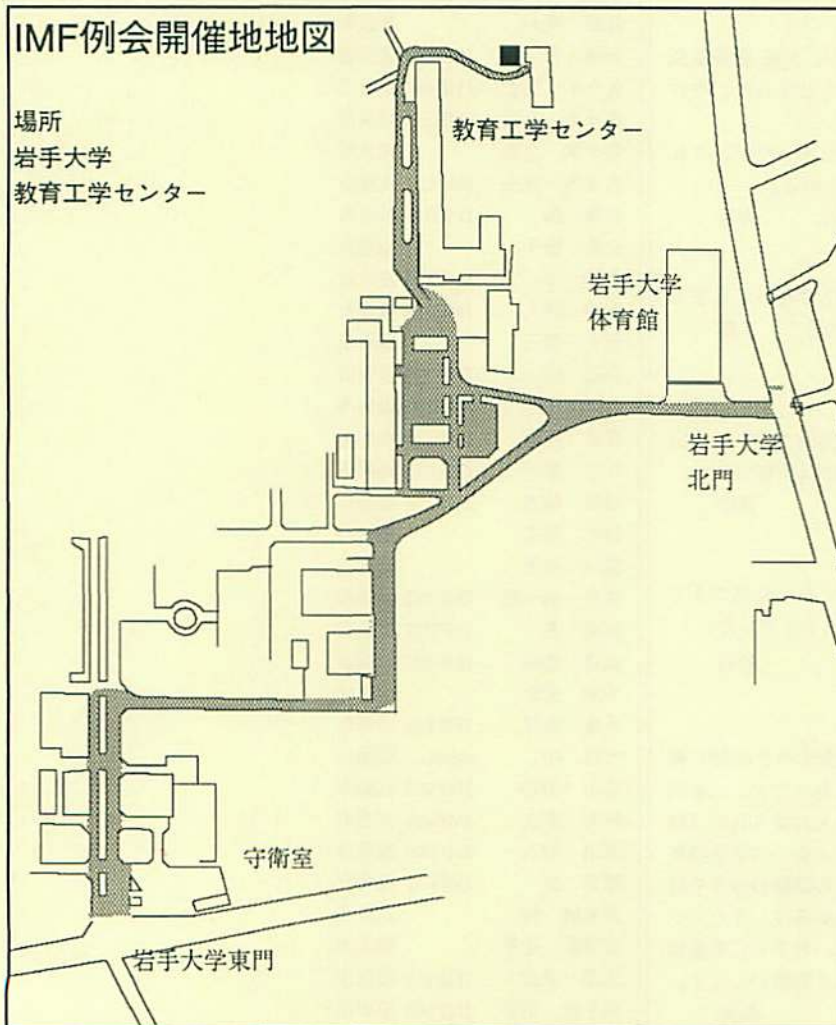 IMF例会開催地地図
場所
岩手大学
教育工学センター
教育工学センター
岩手大学
体育館
岩手大学
北門
守衛室
岩手大学東門